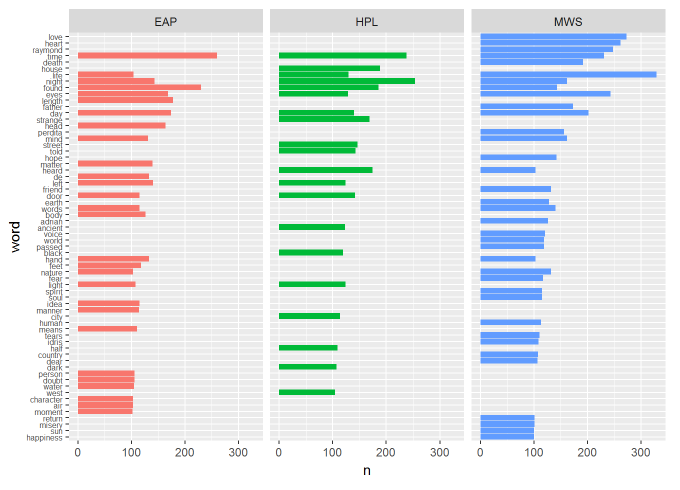 EAP HPL MWS
love
heart
raymond
time
death
house
life
night
found
eyes
length
father
day
strange
head
perdita
mind
street
told
hope
matter
heard
de
left
friend
door
earth
words
body
adrian
ancient
voice
world
passed
black
hand
feet
nature
fear
light
spirit
soul
idea
manner
city
human
means
tears
idris
half
country
dear
dark
person
doubt
water
west
character
air
moment
return
misery
sun
happiness
word
0 100 200 300 0 100 200 300 0 100 200 300
n